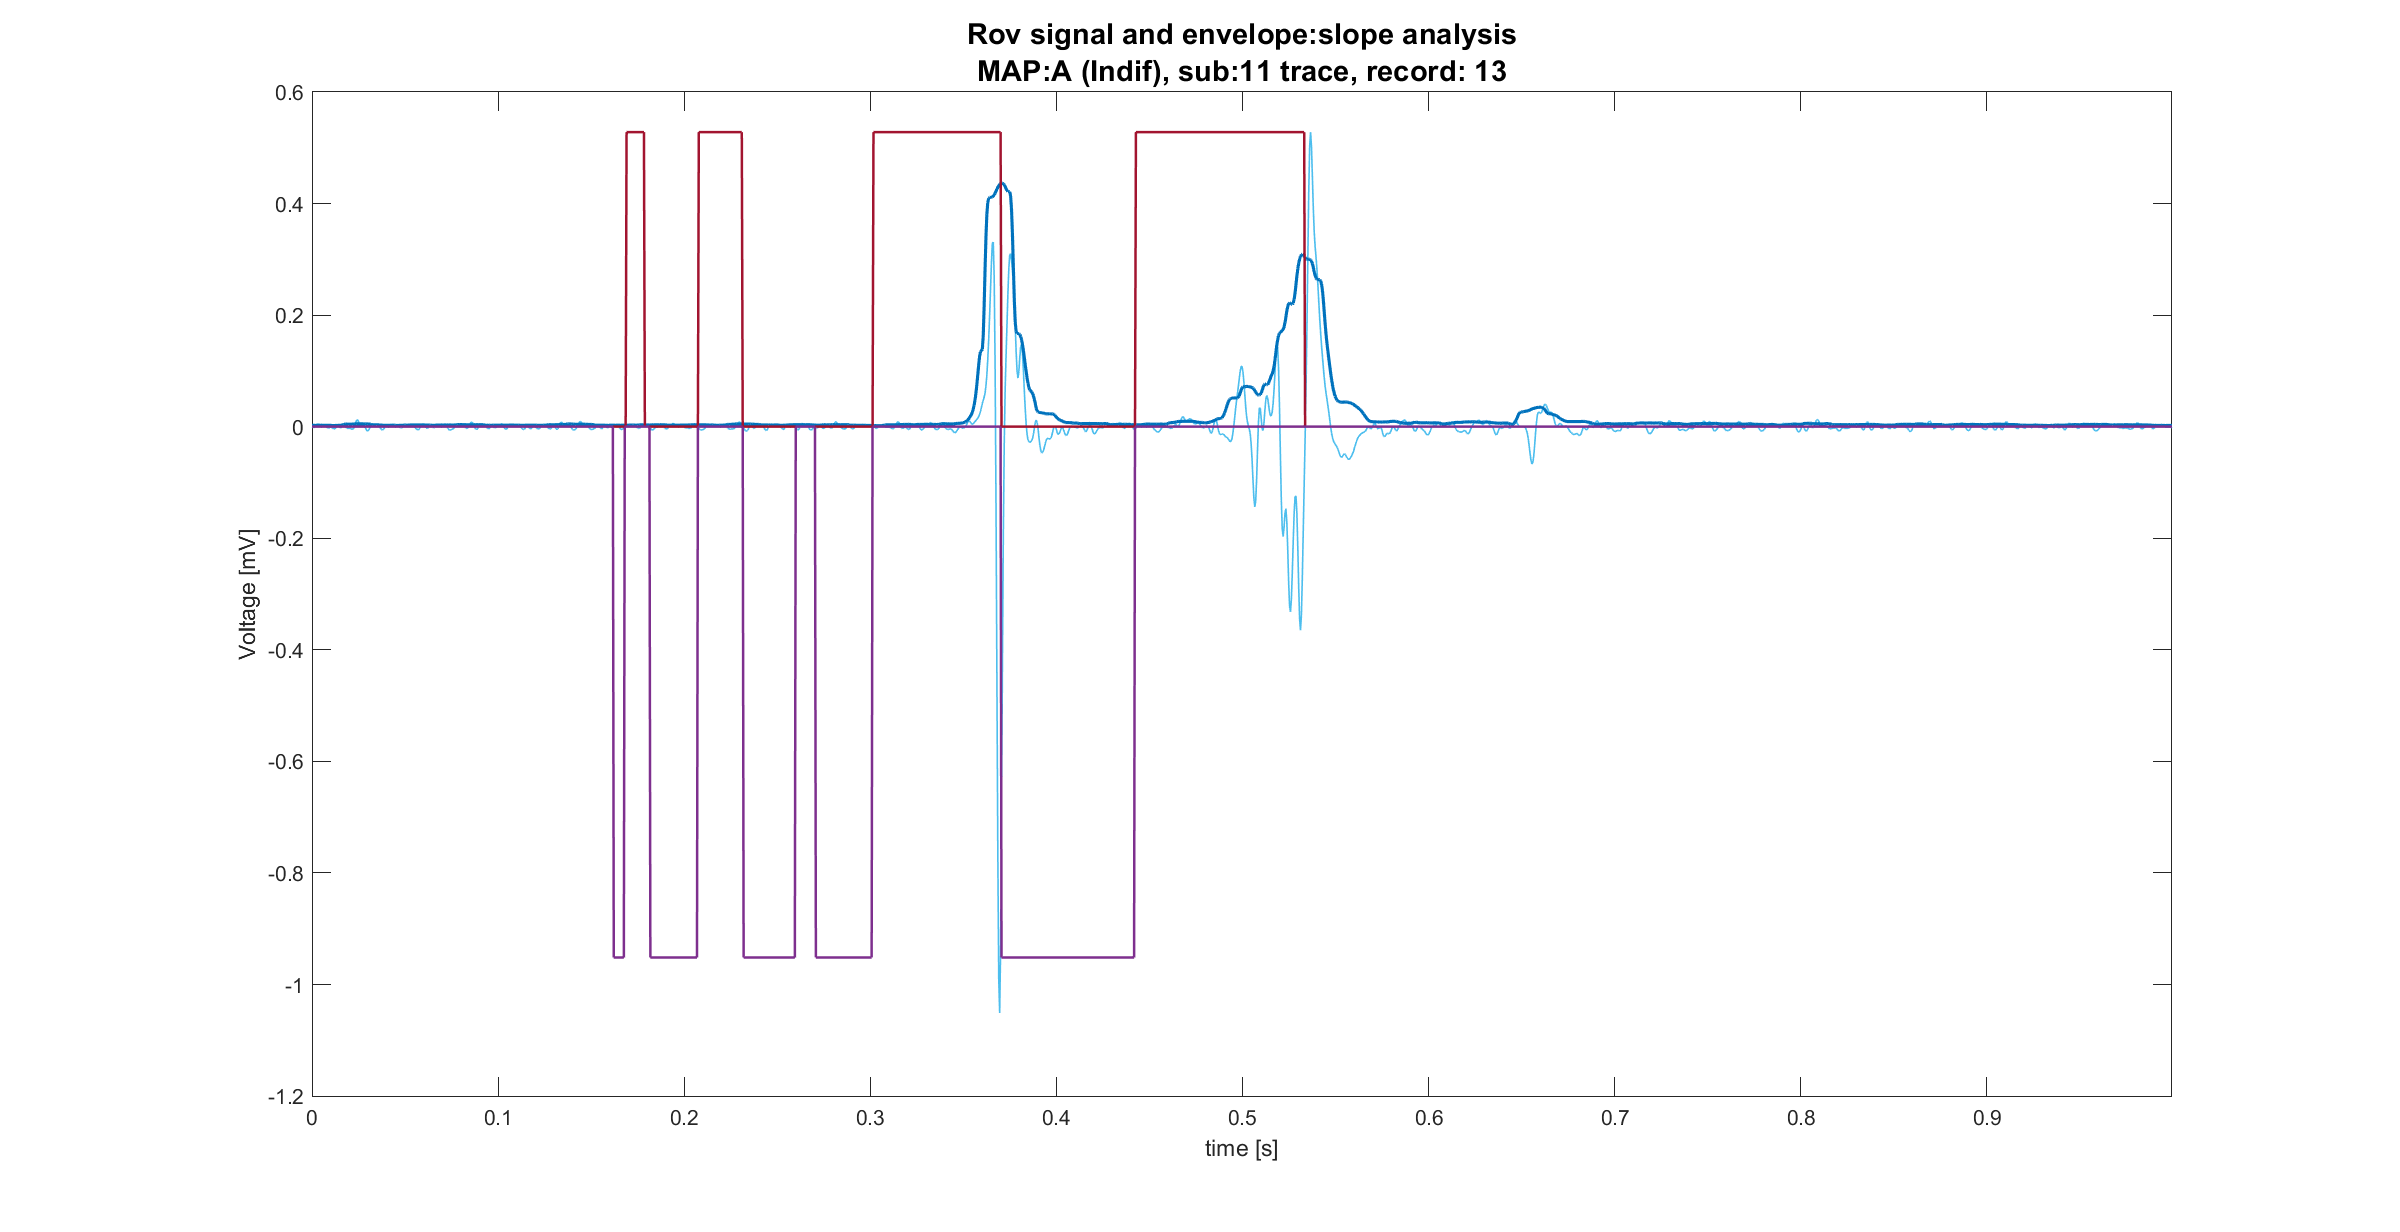 Rov signal and envelope:slope analysis
MAP:A (Indif), sub:11 trace, record: 13
0.6
0.4
0.2
0
-0.2
-0.4
-0.6
-0.8
-1
-1.2
Voltage [mV]
0 0.1 0.2 0.3 0.4 0.5 0.6 0.7 0.8 0.9
time [s]